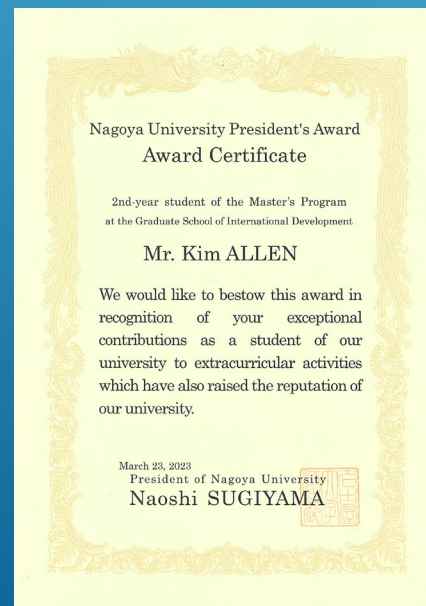 Nagoya University President's Award
Award Certificate
2nd-year student of the Master's Program
at the Graduate School of International Development
Mr. Kim ALLEN
We would like to bestow this award in
recognition of your exceptional
contributions as a student of our
university to extracurricular activities
which have also raised the reputation of
our university.
March 23, 2023
President of Nagoya University
Naoshi SUGIYAMA